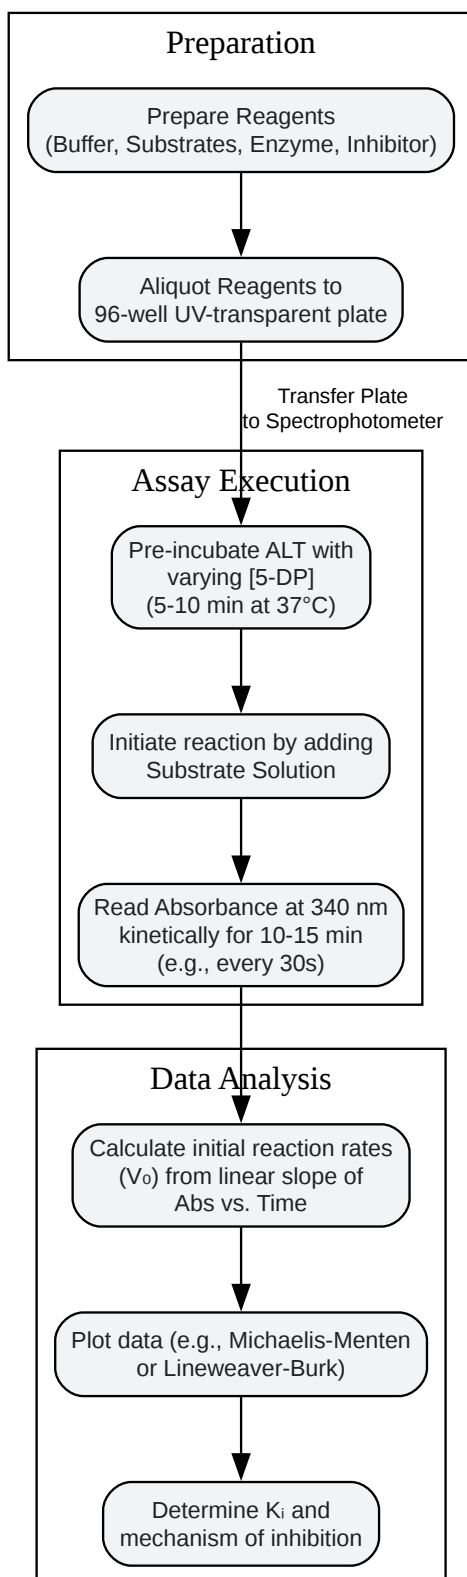 Preparation
Prepare Reagents
(Buffer, Substrates, Enzyme, Inhibitor)
Aliquot Reagents to
96-well UV-transparent plate
Transfer Plate
to Spectrophotometer
Assay Execution
Pre-incubate ALT with
varying [5-DP]
(5-10 min at 37°C)
Initiate reaction by adding
Substrate Solution
Read Absorbance at 340 nm
kinetically for 10-15 min
(e.g., every 30s)
Data Analysis
Calculate initial reaction rates
(V₀) from linear slope of
Abs vs. Time
Plot data (e.g., Michaelis-Menten
or Lineweaver-Burk)
Determine Kᵢ and
mechanism of inhibition